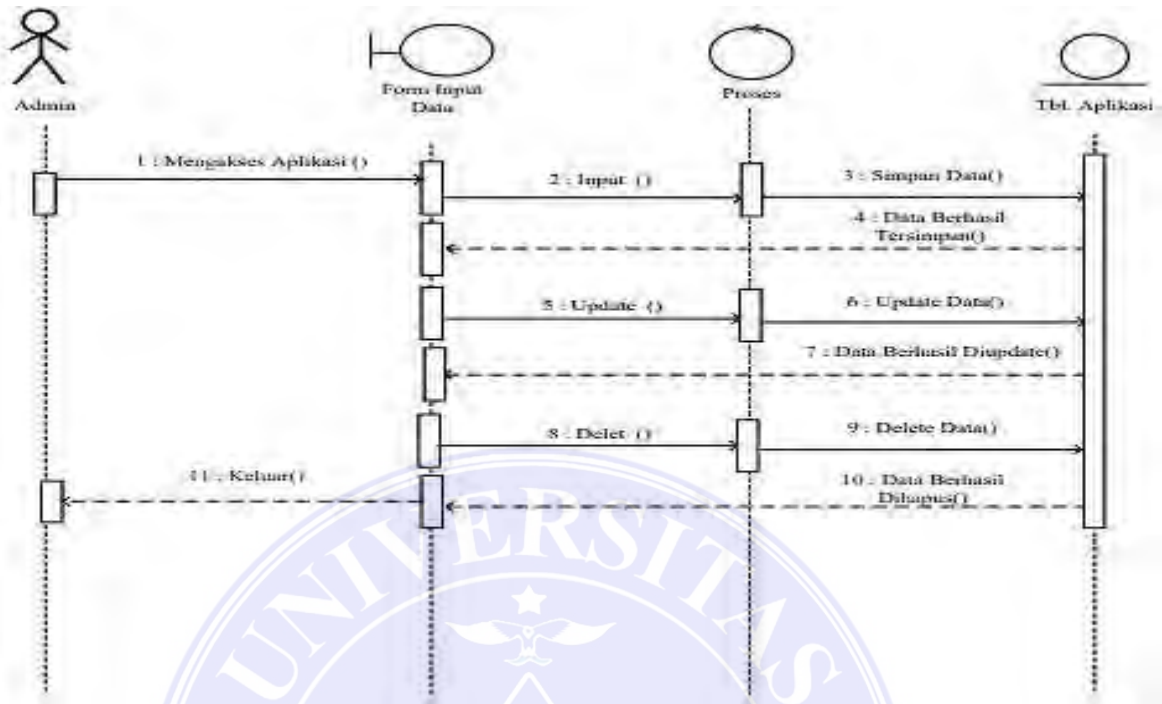 Admin
Form Input
Data
Proses
Tbl. Aplikasi
1 : Mengakses Aplikasi ()
2 : Input ()
3 : Simpan Data()
4 : Data Berhasil
Tersimpan()
5 : Update ()
6 : Update Data()
7 : Data Berhasil Diupdate()
8 : Delet ()
9 : Delete Data()
10 : Data Berhasil
Dihapus()
11 : Keluar()
UNIVERSITAS